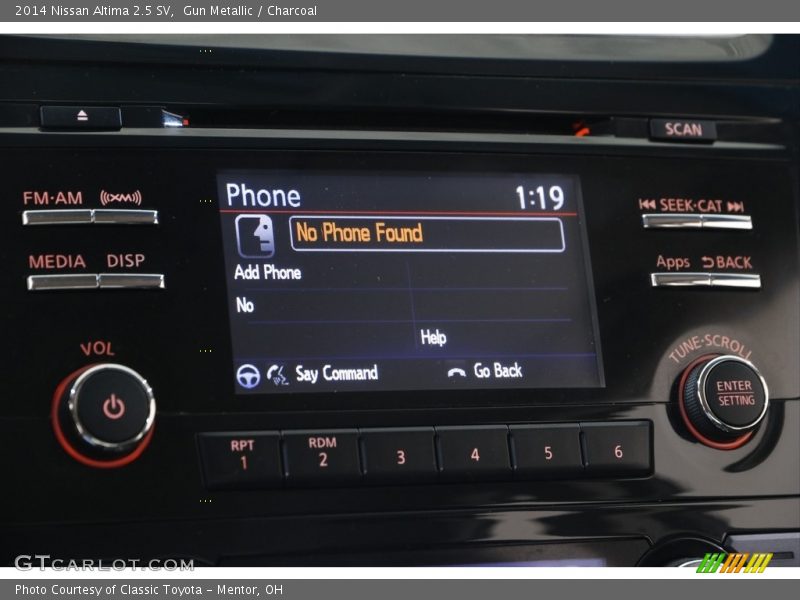 2014 Nissan Altima 2.5 SV, Gun Metallic / Charcoal
SCAN
FM·AM ((XM))
SEEK·CAT
Phone 1:19
No Phone Found
Add Phone
No
Help
Say Command Go Back
MEDIA DISP
Apps BACK
VOL
TUNE·SCROLL
ENTER
SETTING
RPT RDM
1 2 3 4 5 6
GTCARLOT.COM
Photo Courtesy of Classic Toyota - Mentor, OH